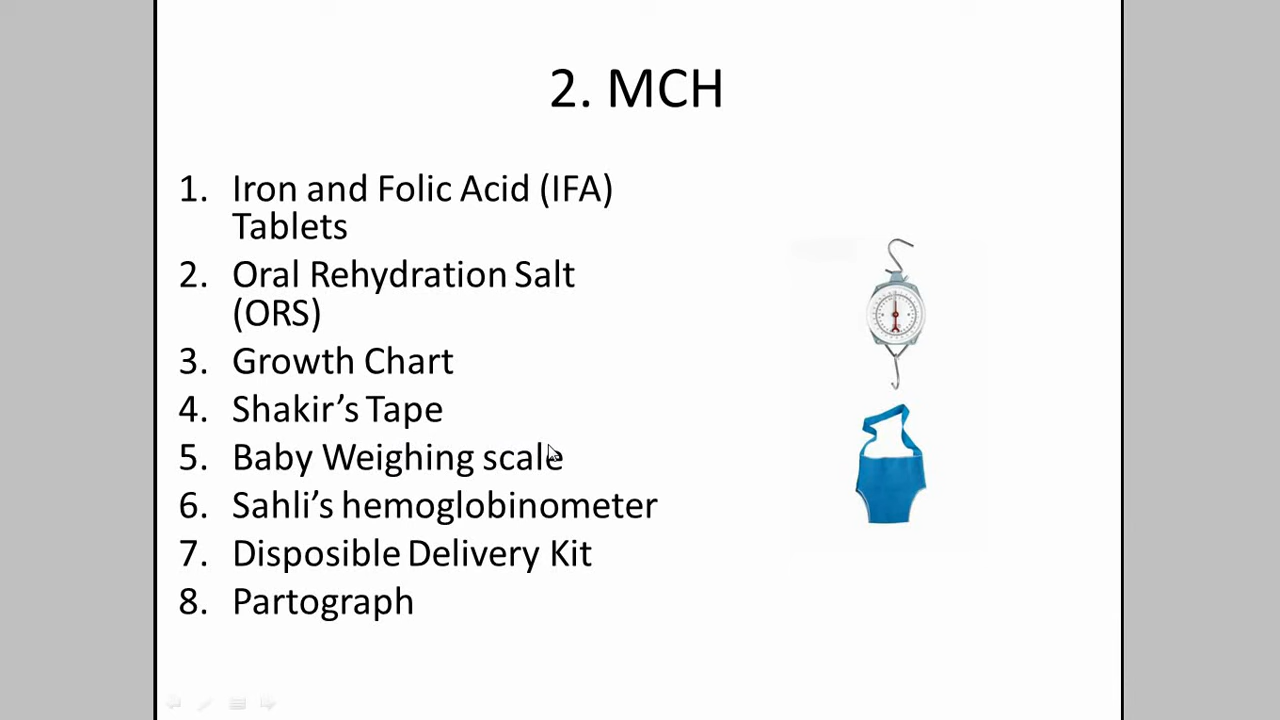 2. MCH
1. Iron and Folic Acid (IFA)
Tablets
2. Oral Rehydration Salt
(ORS)
3. Growth Chart
4. Shakir’s Tape
5. Baby Weighing scale
6. Sahli’s hemoglobinometer
7. Disposible Delivery Kit
8. Partograph